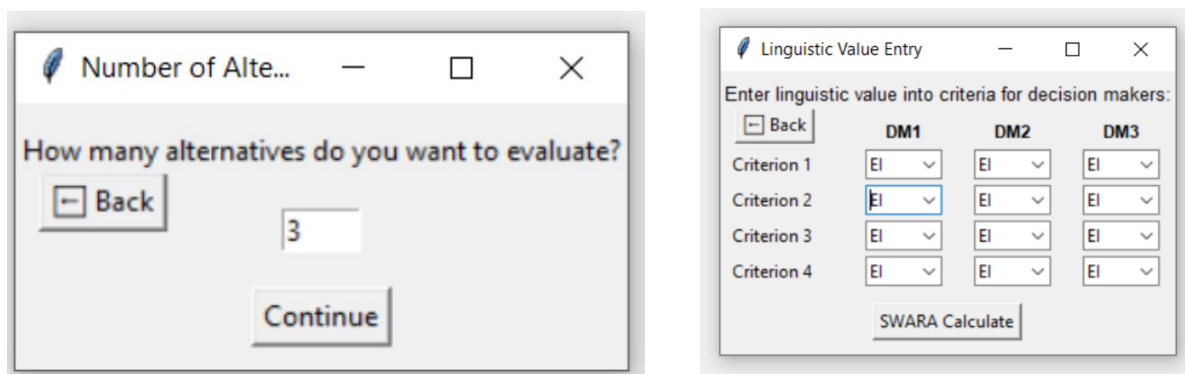 Number of Alte...
How many alternatives do you want to evaluate?
Back
3
Continue
Linguistic Value Entry
Enter linguistic value into criteria for decision makers:
Back DM1 DM2 DM3
Criterion 1 EI EI EI
Criterion 2 EI EI EI
Criterion 3 EI EI EI
Criterion 4 EI EI EI
SWARA Calculate